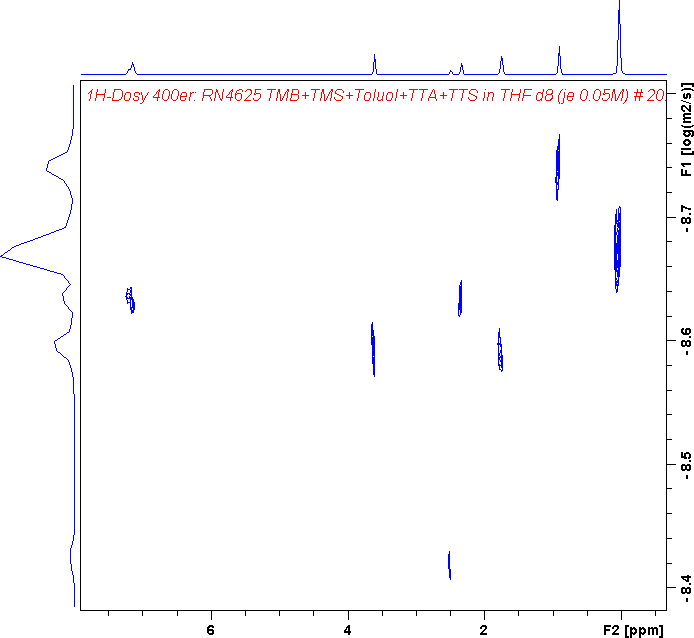 1H-Dosy 400er: RN4625 TMB+TMS+Toluol+TTA+TTS in THF d8 (je 0.05M) # 20.
F1 [log(m2/s)]
-8.7
-8.6
-8.5
-8.4
6
4
2
F2 [ppm]